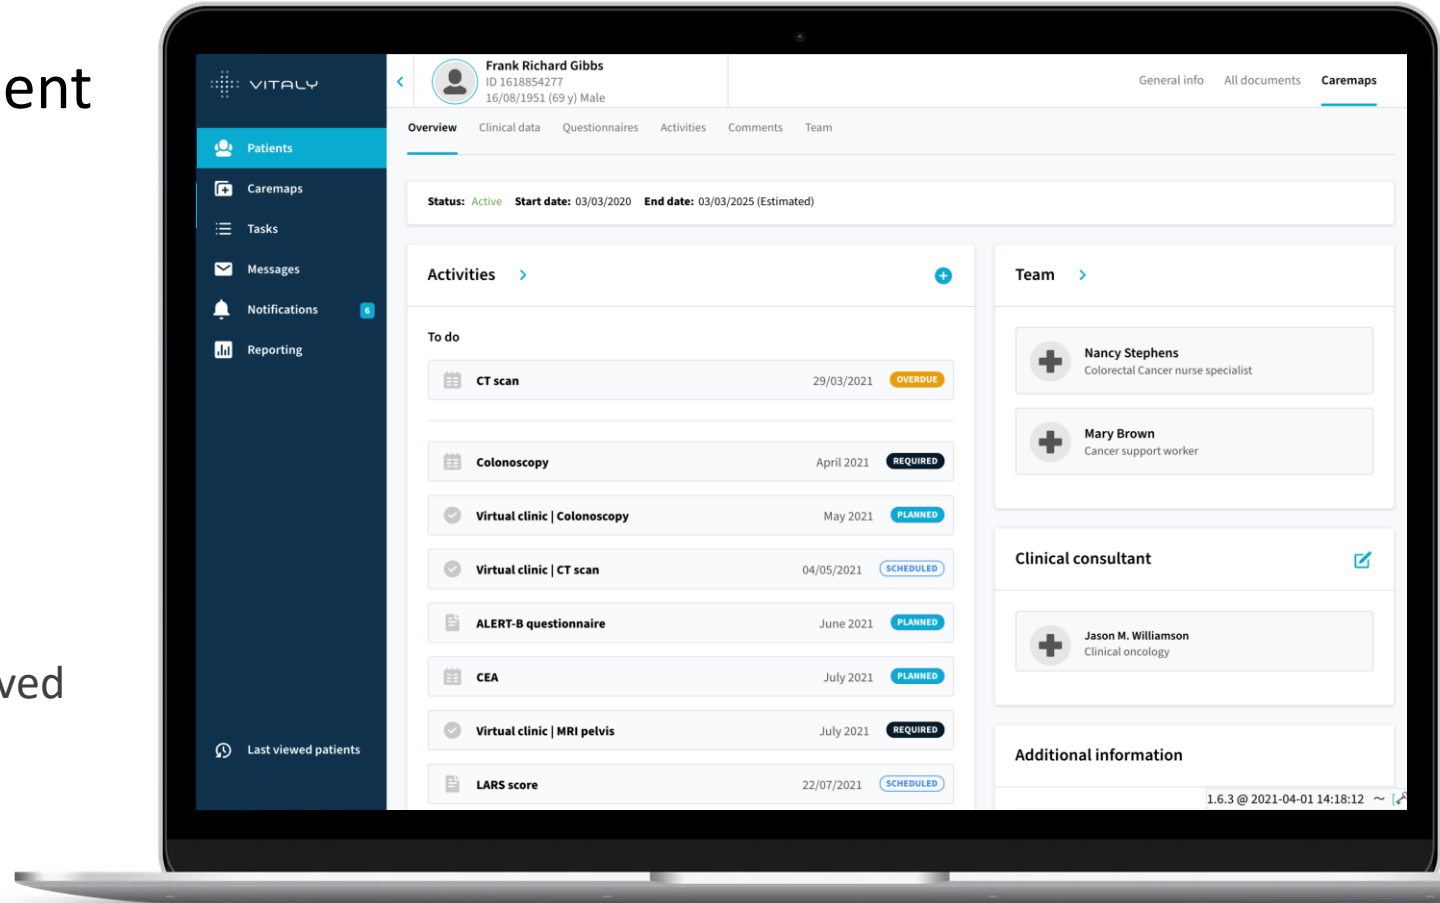 ent
ved
VITALY
Patients
Caremaps
Tasks
Messages
Notifications 6
Reporting
Last viewed patients
Frank Richard Gibbs
ID 1618854277
16/08/1951 (69 y) Male
General info All documents Caremaps
Overview Clinical data Questionnaires Activities Comments Team
Status: Active Start date: 03/03/2020 End date: 03/03/2025 (Estimated)
Activities
To do
CT scan 29/03/2021 OVERDUE
Colonoscopy April 2021 REQUIRED
Virtual clinic | Colonoscopy May 2021 PLANNED
Virtual clinic | CT scan 04/05/2021 SCHEDULED
ALERT-B questionnaire June 2021 PLANNED
CEA July 2021 PLANNED
Virtual clinic | MRI pelvis July 2021 REQUIRED
LARS score 22/07/2021 SCHEDULED
Team
Nancy Stephens
Colorectal Cancer nurse specialist
Mary Brown
Cancer support worker
Clinical consultant
Jason M. Williamson
Clinical oncology
Additional information
1.6.3 @ 2021-04-01 14:18:12 ~ [